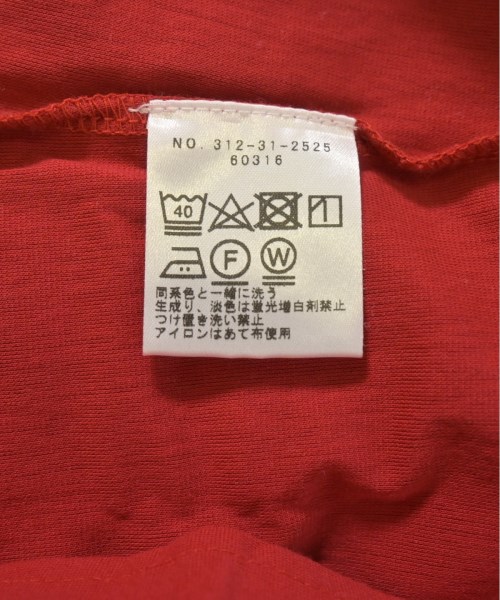 NO. 312-31-2525
60316
40
F W
同系色と一緒に洗う
生成り、淡色は蛍光増白剤禁止
つけ置き洗い禁止
アイロンはあて布使用